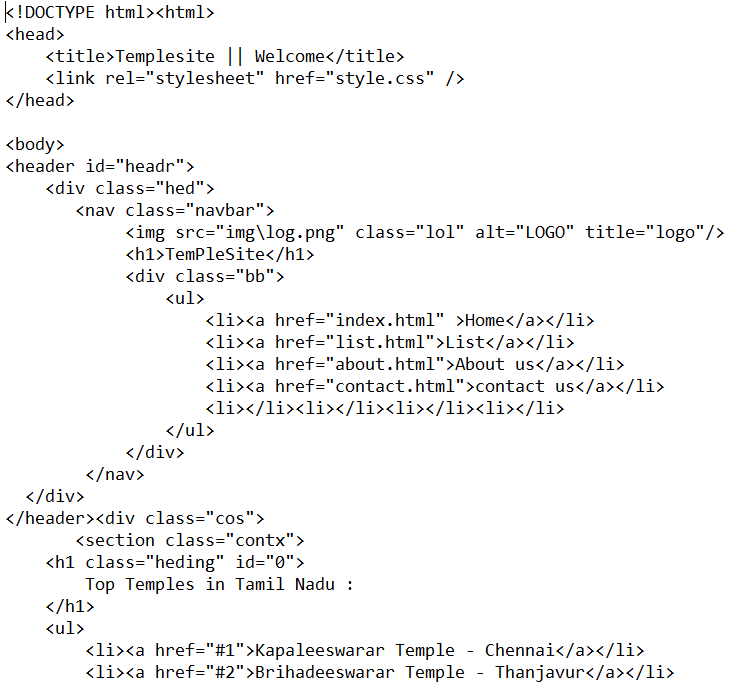 <!DOCTYPE html><html>
<head>
    <title>Templesite || Welcome</title>
    <link rel="stylesheet" href="style.css" />
</head>

<body>
<header id="headr">
    <div class="hed">
       <nav class="navbar">
            <img src="img\log.png" class="lol" alt="LOGO" title="logo"/>
            <h1>TemPleSite</h1>
            <div class="bb">
                <ul>
                    <li><a href="index.html" >Home</a></li>
                    <li><a href="list.html">List</a></li>
                    <li><a href="about.html">About us</a></li>
                    <li><a href="contact.html">contact us</a></li>
                    <li></li><li></li><li></li><li></li>
                </ul>
            </div>
        </nav>
  </div>
</header><div class="cos">
       <section class="contx">
    <h1 class="heding" id="0">
        Top Temples in Tamil Nadu :
    </h1>
    <ul>
        <li><a href="#1">Kapaleeswarar Temple - Chennai</a></li>
        <li><a href="#2">Brihadeeswarar Temple - Thanjavur</a></li>